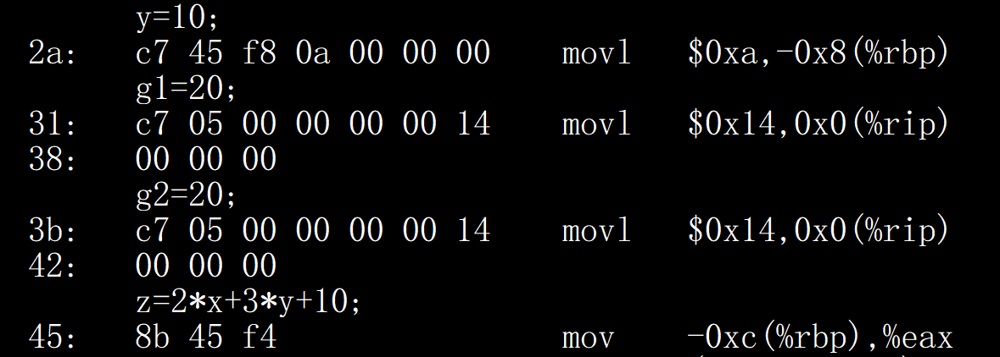 y=10;
2a: c7 45 f8 0a 00 00 00 movl $0xa,-0x8(%rbp)
g1=20;
31: c7 05 00 00 00 00 14 movl $0x14,0x0(%rip)
38: 00 00 00
g2=20;
3b: c7 05 00 00 00 00 14 movl $0x14,0x0(%rip)
42: 00 00 00
z=2*x+3*y+10;
45: 8b 45 f4 mov -0xc(%rbp),%eax